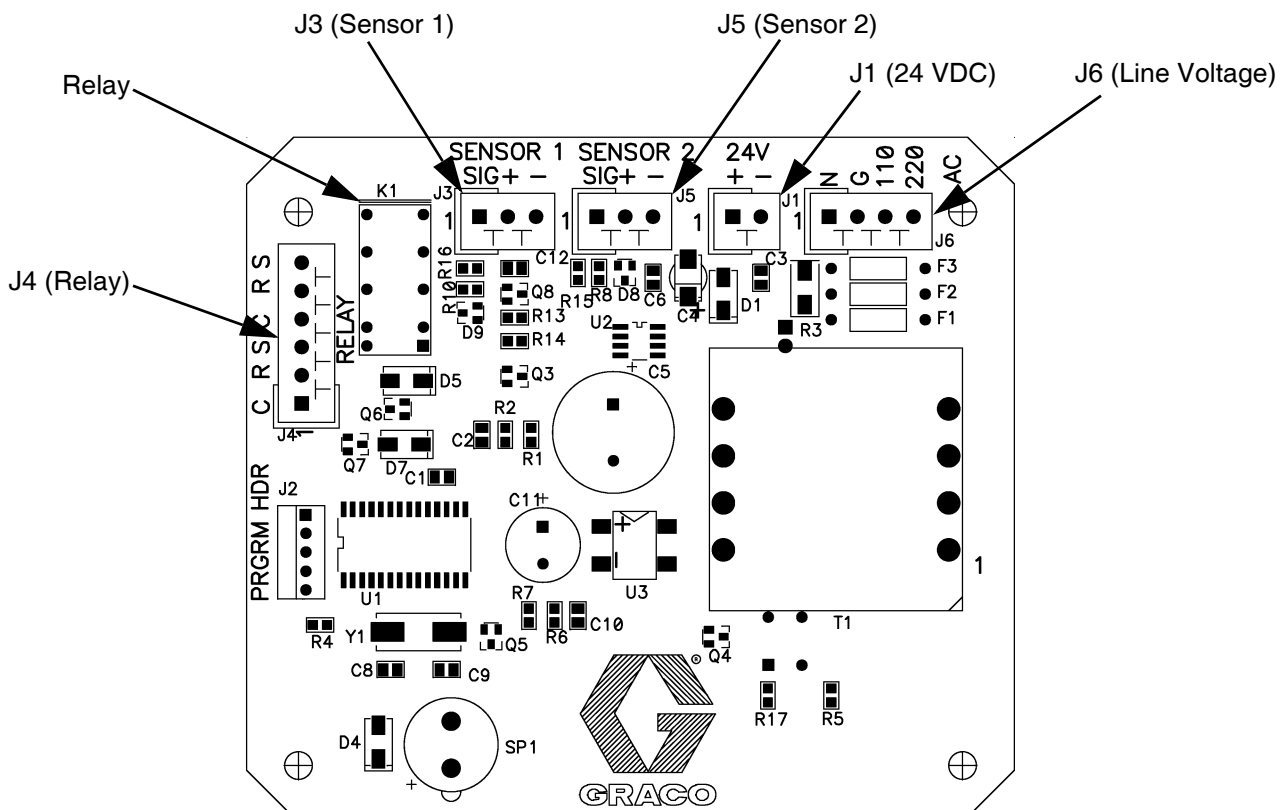 J3 (Sensor 1)
J5 (Sensor 2)
J1 (24 VDC)
J6 (Line Voltage)
Relay
J4 (Relay)
SENSOR 1
SIG + -
SENSOR 2
SIG + -
24V
+ -
N
G
110
220
AC
K1
J3
1
J5
1
J1
1
J6
1
C R S C R S
RELAY
J4
1
R16
R10
D9
C12
Q8
R13
R14
Q3
R15
R8
D8
C6
C4
+
D1
C3
R3
F3
F2
F1
U2
+
C5
D5
Q6
Q7
D7
C1
C2
R2
R1
J2
PRGRM HDR
U1
C11
+
+
-
U3
R7
R6
C10
R4
Y1
Q5
C8
C9
D4
+
SP1
1
T1
Q4
R17
R5
®
GRACO